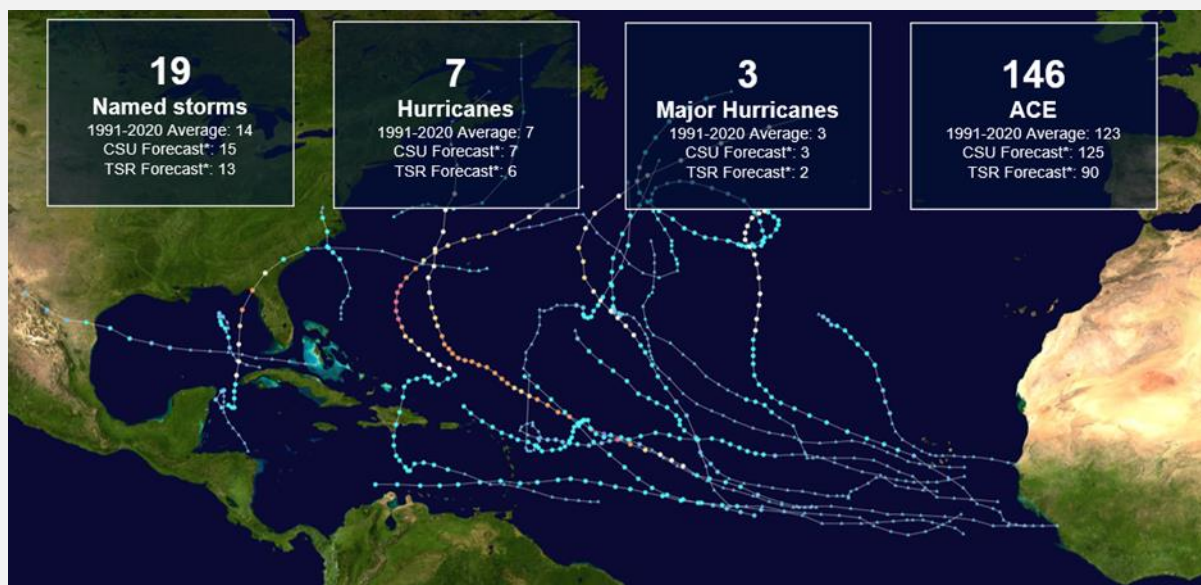 19
Named storms
1991-2020 Average: 14
CSU Forecast*: 15
TSR Forecast*: 13
7
Hurricanes
1991-2020 Average: 7
CSU Forecast*: 7
TSR Forecast*: 6
3
Major Hurricanes
1991-2020 Average: 3
CSU Forecast*: 3
TSR Forecast*: 2
146
ACE
1991-2020 Average: 123
CSU Forecast*: 125
TSR Forecast*: 90